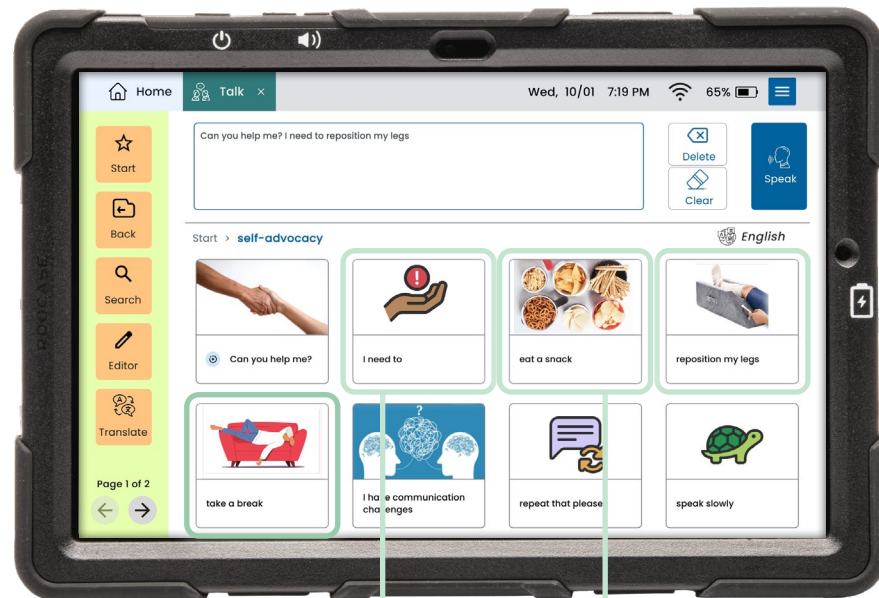 Home
Talk ×
Wed, 10/01 7:19 PM
65%
Start
Back
Search
Editor
Translate
Page 1 of 2
Can you help me? I need to reposition my legs
Delete
Clear
Speak
Start > self-advocacy
English
Can you help me?
I need to
eat a snack
reposition my legs
take a break
?
I have communication
challenges
repeat that please
speak slowly